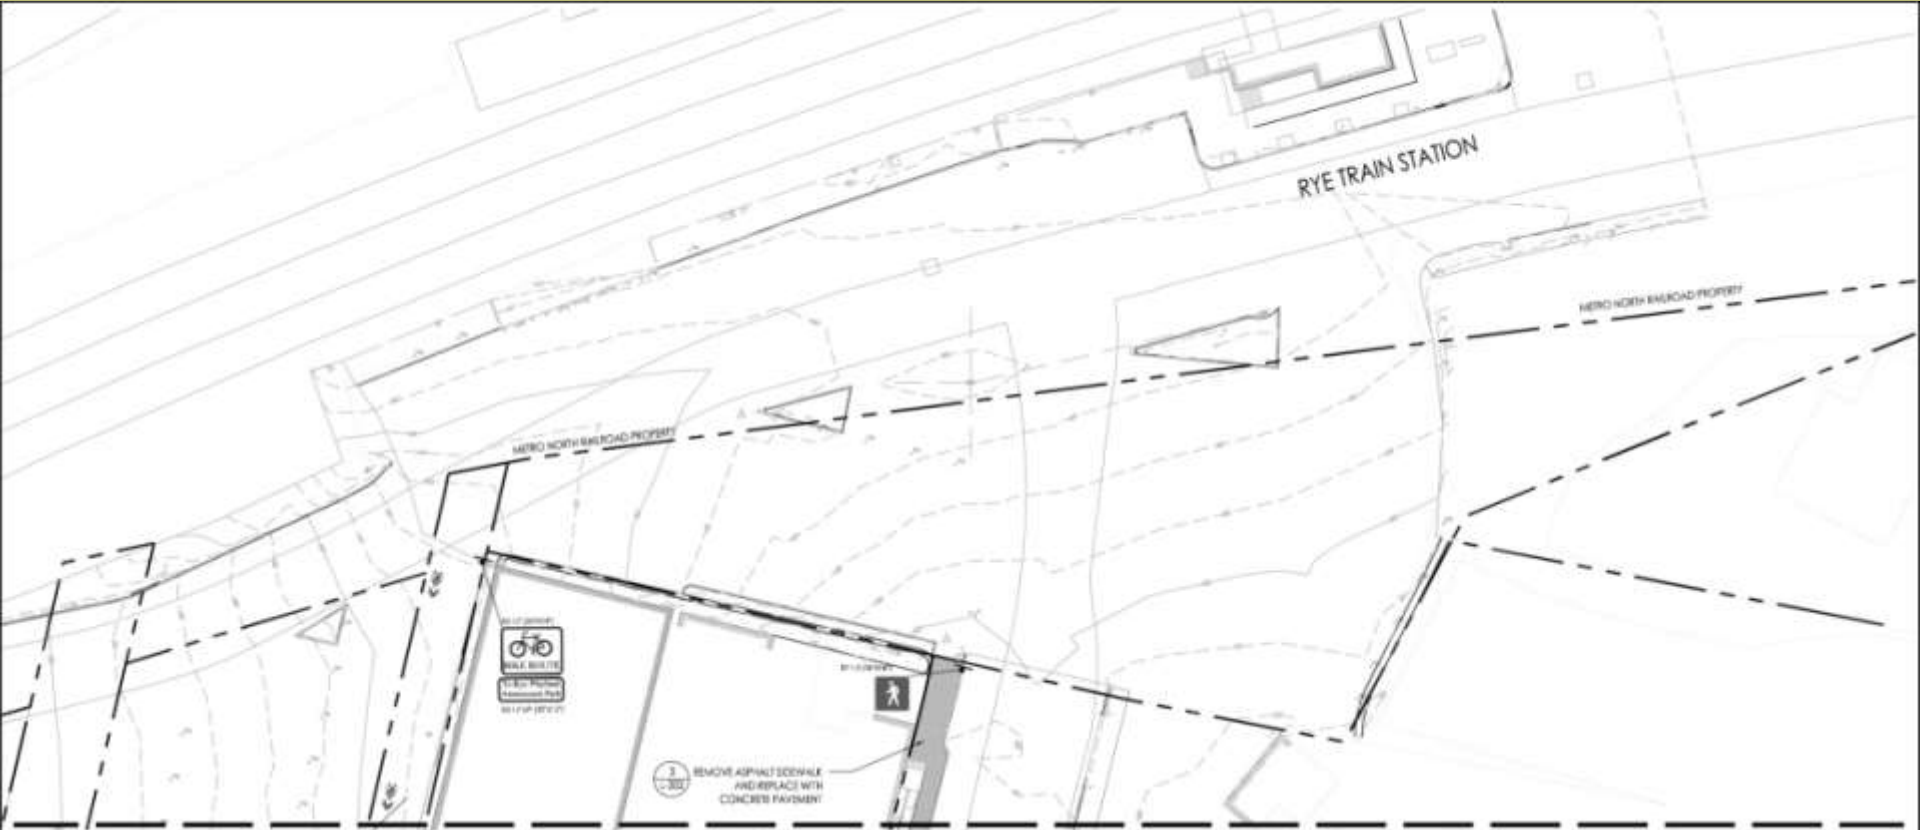 RYE TRAIN STATION
METRO NORTH RAILROAD PROPERTY
METRO NORTH RAILROAD PROPERTY
BIKE ROUTE
3
REMOVE ASPHALT SIDEWALK
AND REPLACE WITH
CONCRETE PAVEMENT